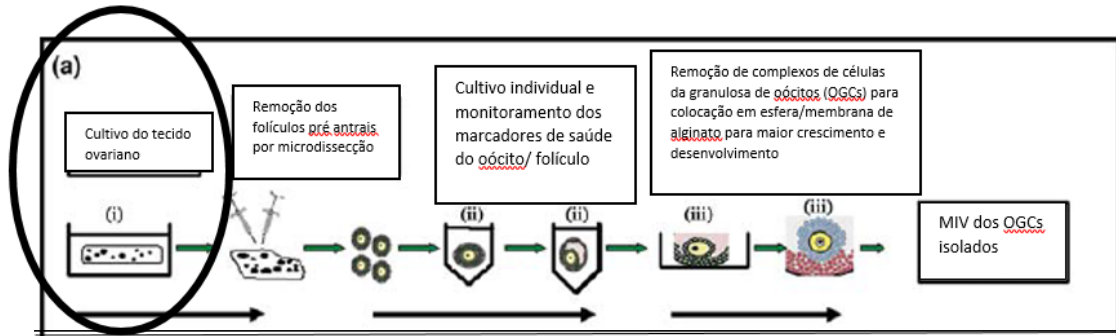 (a)
Cultivo do tecido
ovariano
Remoção dos
folículos pré antrais
por microdissecção
Cultivo individual e
monitoramento dos
marcadores de saúde
do oócito/ folículo
Remoção de complexos de células
da granulosa de oócitos (OGCs) para
colocação em esfera/membrana de
alginato para maior crescimento e
desenvolvimento
(i)
(ii)
(ii)
(iii)
(iii)
MIV dos OGCs
isolados